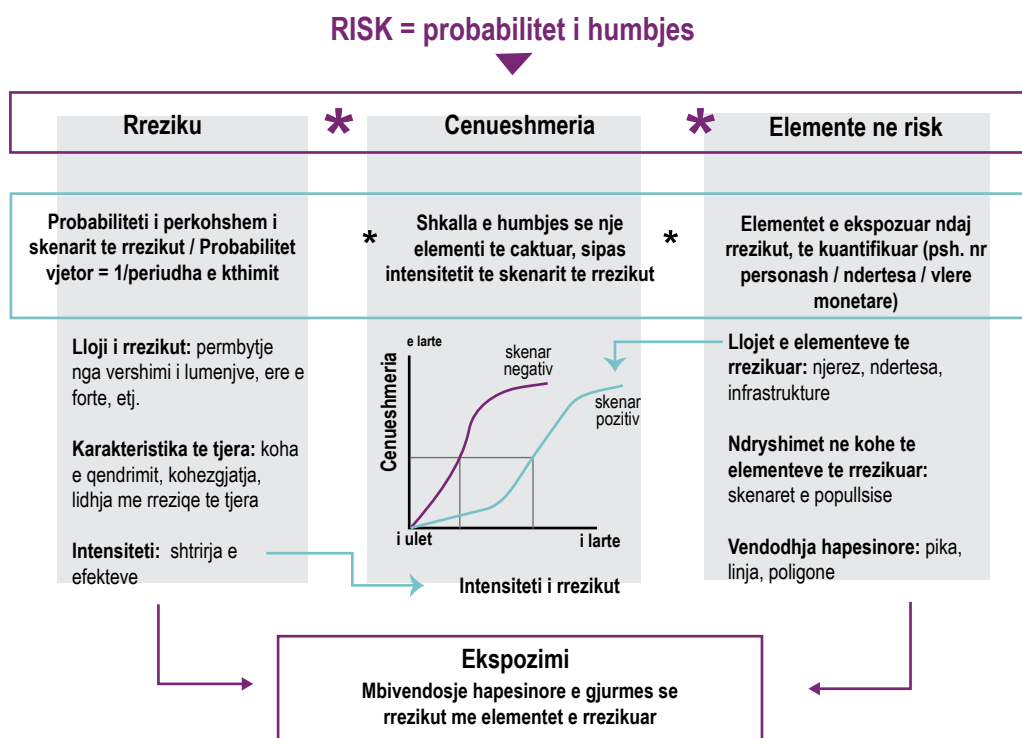 RISK = probabilitet i humbjes
Rreziku
*
Cenueshmeria
*
Elemente ne risk
Probabiliteti i perkohshem i
skenarit te rrezikut / Probabilitet
vjetor = 1/periudha e kthimit
*
Shkalla e humbjes se nje
elementi te caktuar, sipas
intensitetit te skenarit te rrezikut
*
Elementet e ekspozuar ndaj
rrezikut, te kuantifikuar (psh. nr
personash / ndertesa / vlere
monetare)
Lloji i rrezikut: permbytje
nga vershimi i lumenjve, ere e
forte, etj.
Karakteristika te tjera: koha
e qendrimit, kohezgjatja,
lidhja me rreziqe te tjera
Intensiteti: shtrirja e
efekteve
Cenueshmeria
e larte
skenar
negativ
skenar
pozitiv
i ulet
i larte
Intensiteti i rrezikut
Llojet e elementeve te
rrezikuar: njerez, ndertesa,
infrastrukture
Ndryshimet ne kohe te
elementeve te rrezikuar:
skenaret e popullsise
Vendodhja hapesinore: pika,
linja, poligone
Ekspozimi
Mbivendosje hapesinore e gjurmes se
rrezikut me elementet e rrezikuar